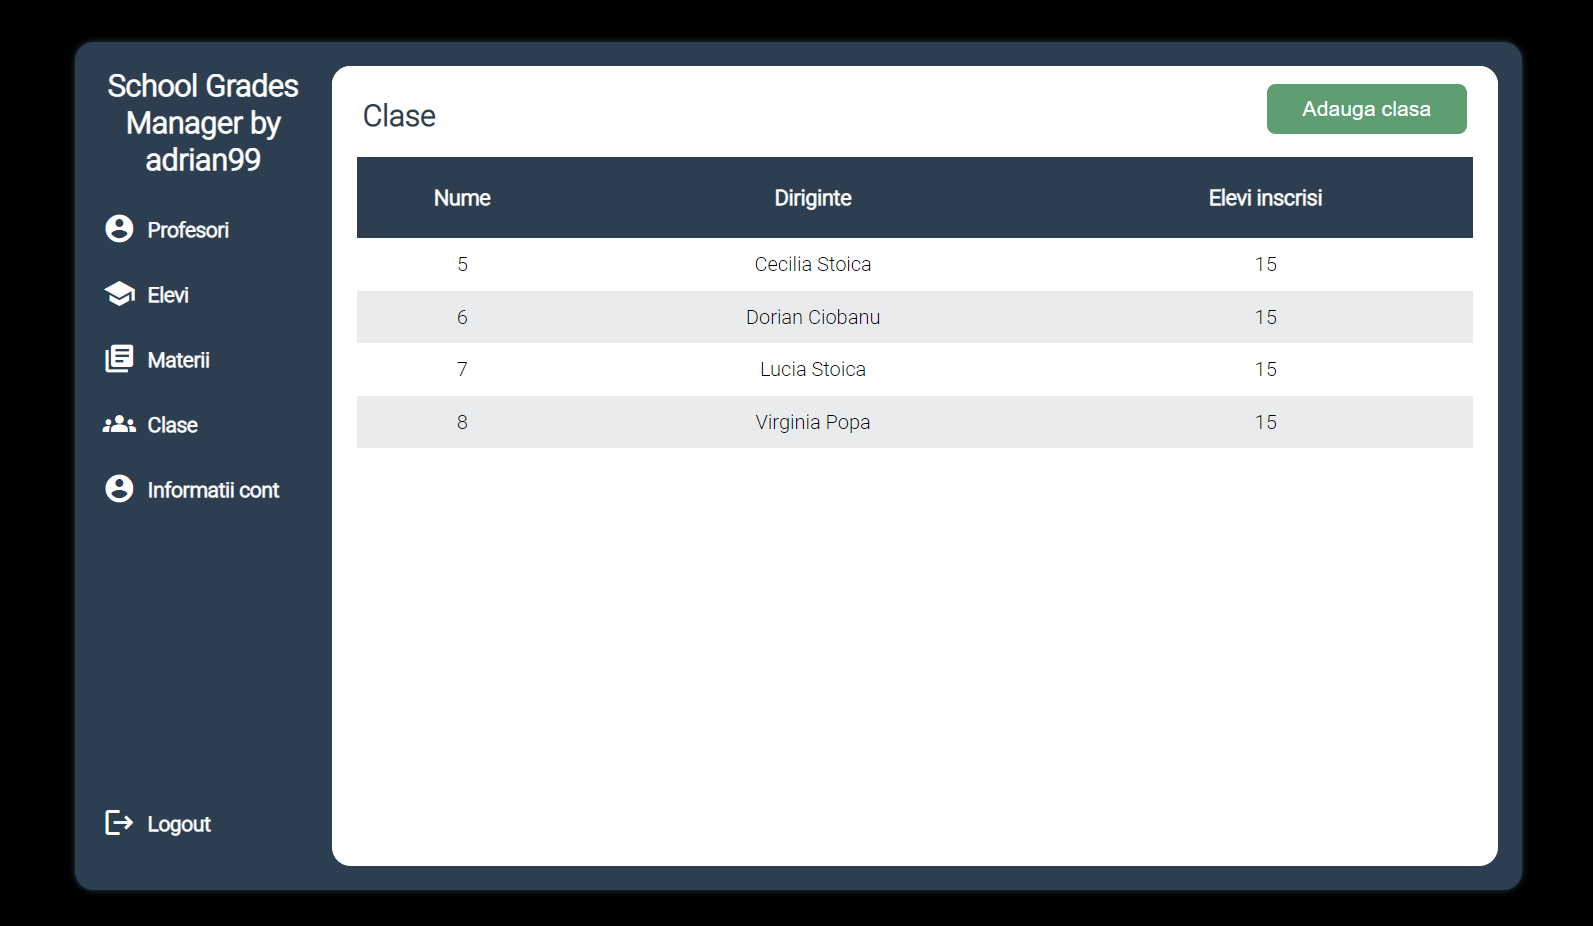 School Grades
Manager by
adrian99
Profesori
Elevi
Materii
Clase
Informatii cont
Logout
Clase
Adauga clasa
Nume Diriginte Elevi inscrisi
5 Cecilia Stoica 15
6 Dorian Ciobanu 15
7 Lucia Stoica 15
8 Virginia Popa 15